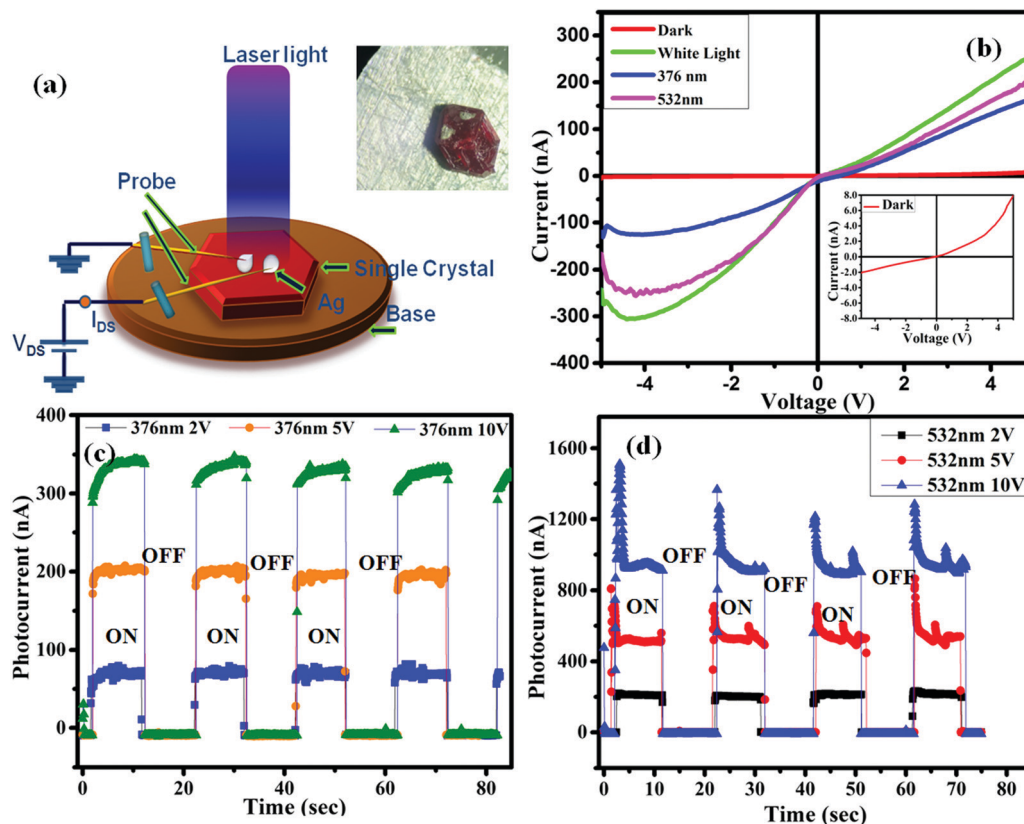 (a)
Laser light
Probe
Single Crystal
Ag
Base
I_DS
V_DS
(b)
Dark
White Light
376 nm
532nm
Current (nA)
300
250
200
150
100
50
0
-100
-200
-300
-400
-4
-2
0
2
4
Voltage (V)
Dark
Current (nA)
8.0
6.0
4.0
2.0
0.0
-2.0
-4.0
-6.0
-8.0
-4
-2
0
2
4
Voltage (V)
(c)
376nm 2V 376nm 5V 376nm 10V
Photocurrent (nA)
400
300
200
100
0
OFF OFF OFF
ON ON ON
0 20 40 60 80
Time (sec)
(d)
532nm 2V
532nm 5V
532nm 10V
Photocurrent (nA)
1600
1200
800
400
0
OFF OFF OFF
ON ON ON
0 10 20 30 40 50 60 70 80
Time (sec)